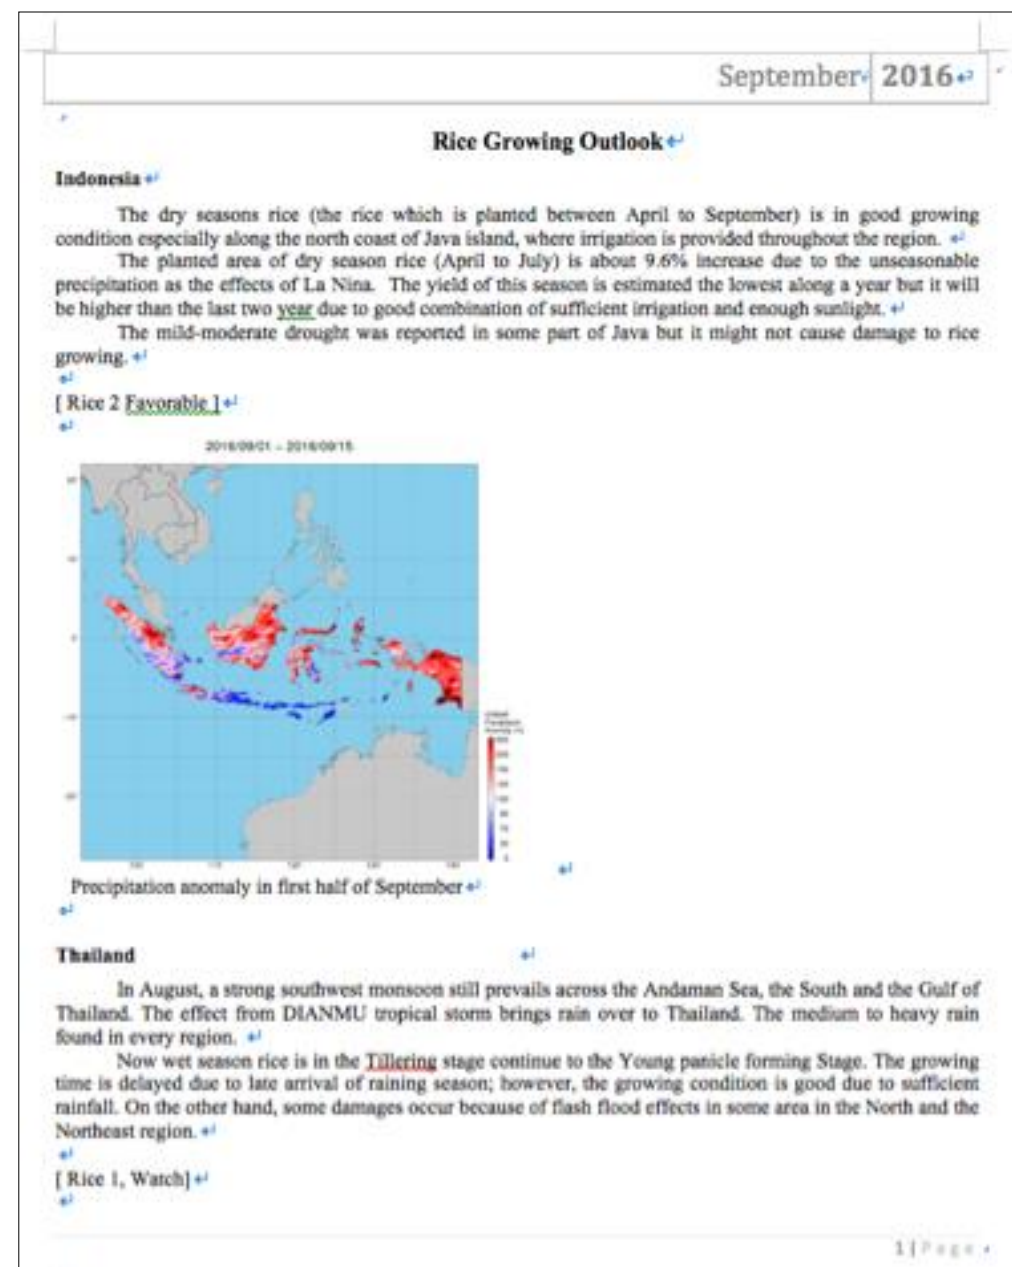 September 2016
Rice Growing Outlook
Indonesia
The dry seasons rice (the rice which is planted between April to September) is in good growing
condition especially along the north coast of Java island, where irrigation is provided throughout the region.
The planted area of dry season rice (April to July) is about 9.6% increase due to the unseasonable
precipitation as the effects of La Nina. The yield of this season is estimated the lowest along a year but it will
be higher than the last two year due to good combination of sufficient irrigation and enough sunlight.
The mild-moderate drought was reported in some part of Java but it might not cause damage to rice
growing.
[ Rice 2 Favorable ]
2016/09/01 - 2016/09/15
Precipitation anomaly in first half of September
Thailand
In August, a strong southwest monsoon still prevails across the Andaman Sea, the South and the Gulf of
Thailand. The effect from DIANMU tropical storm brings rain over to Thailand. The medium to heavy rain
found in every region.
Now wet season rice is in the Tillering stage continue to the Young panicle forming Stage. The growing
time is delayed due to late arrival of raining season; however, the growing condition is good due to sufficient
rainfall. On the other hand, some damages occur because of flash flood effects in some area in the North and the
Northeast region.
[ Rice 1, Watch]
1 | Page